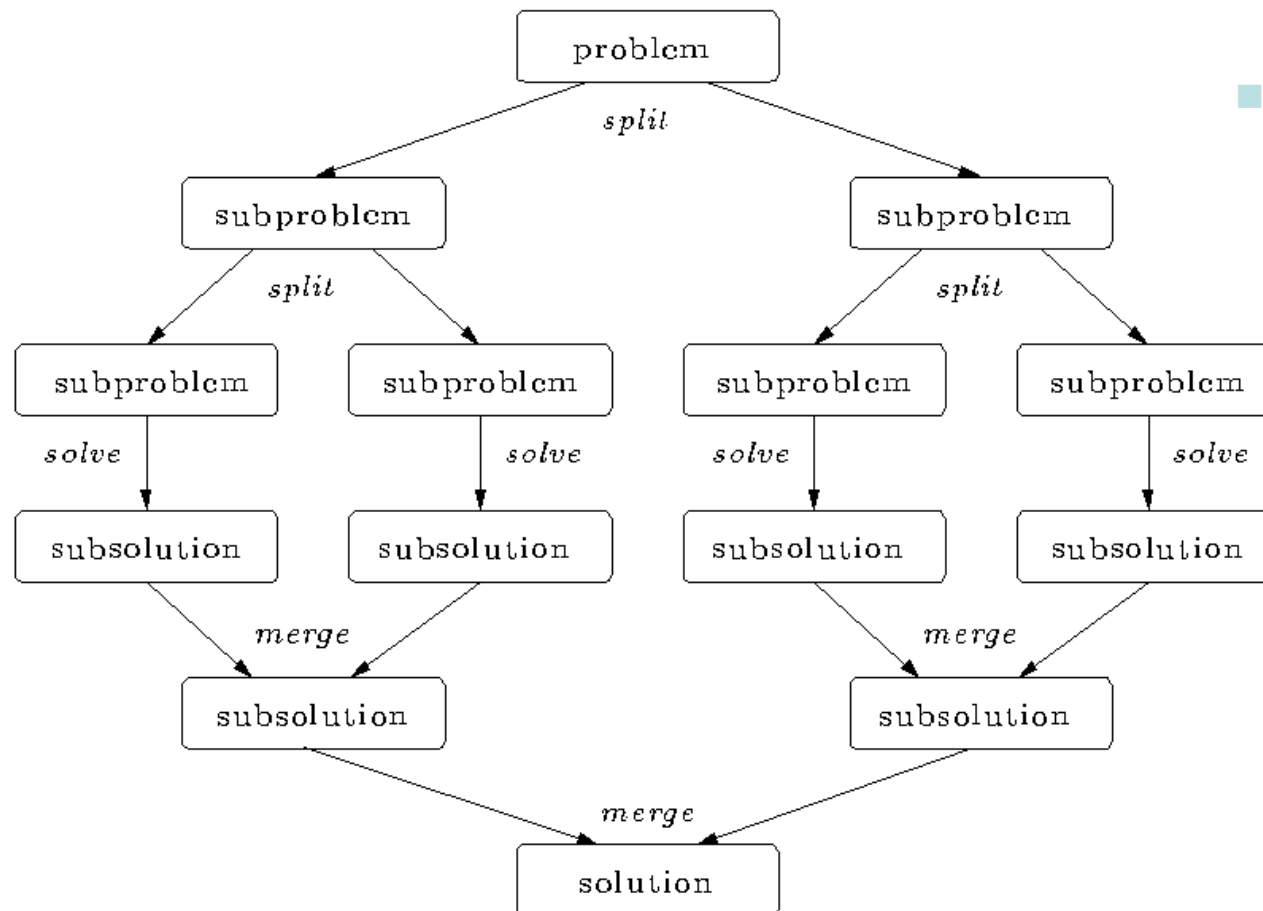 problem
split
subproblem subproblem
split split
subproblem subproblem subproblem subproblem
solve solve solve solve
subsolution subsolution subsolution subsolution
merge merge
subsolution subsolution
merge
solution